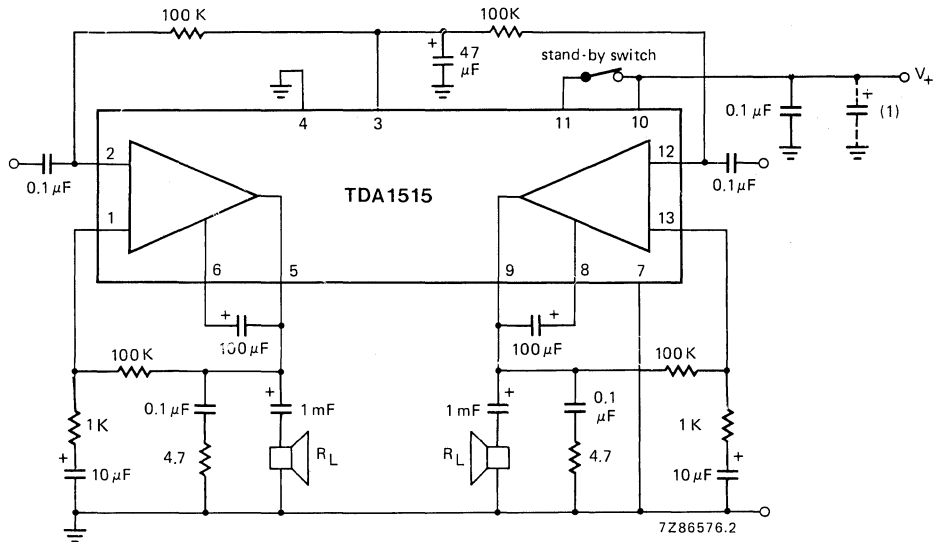 100 K
100K
+
47
μF
stand-by switch
V+
4
3
11
10
0.1 μF
+
(1)
2
12
0.1 μF
TDA1515
0.1 μF
1
13
6
5
9
8
7
+
100 μF
+
100 μF
100 K
100 K
0.1 μF
+
1 mF
1 mF
+
0.1
μF
1K
1K
4.7
RL
RL
4.7
+
10 μF
+
10 μF
7Z86576.2